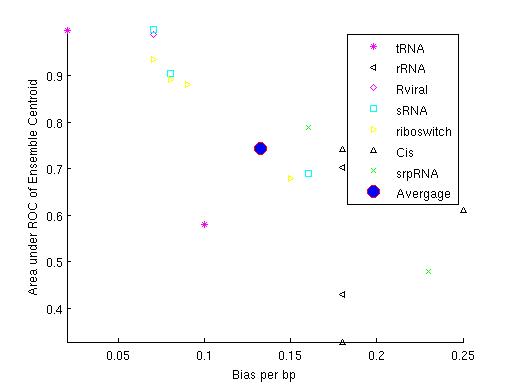 Area under ROC of Ensemble Centroid
0.9
0.8
0.7
0.6
0.5
0.4
0.05
0.1
0.15
0.2
0.25
Bias per bp
tRNA
rRNA
Rviral
sRNA
riboswitch
Cis
srpRNA
Avergage